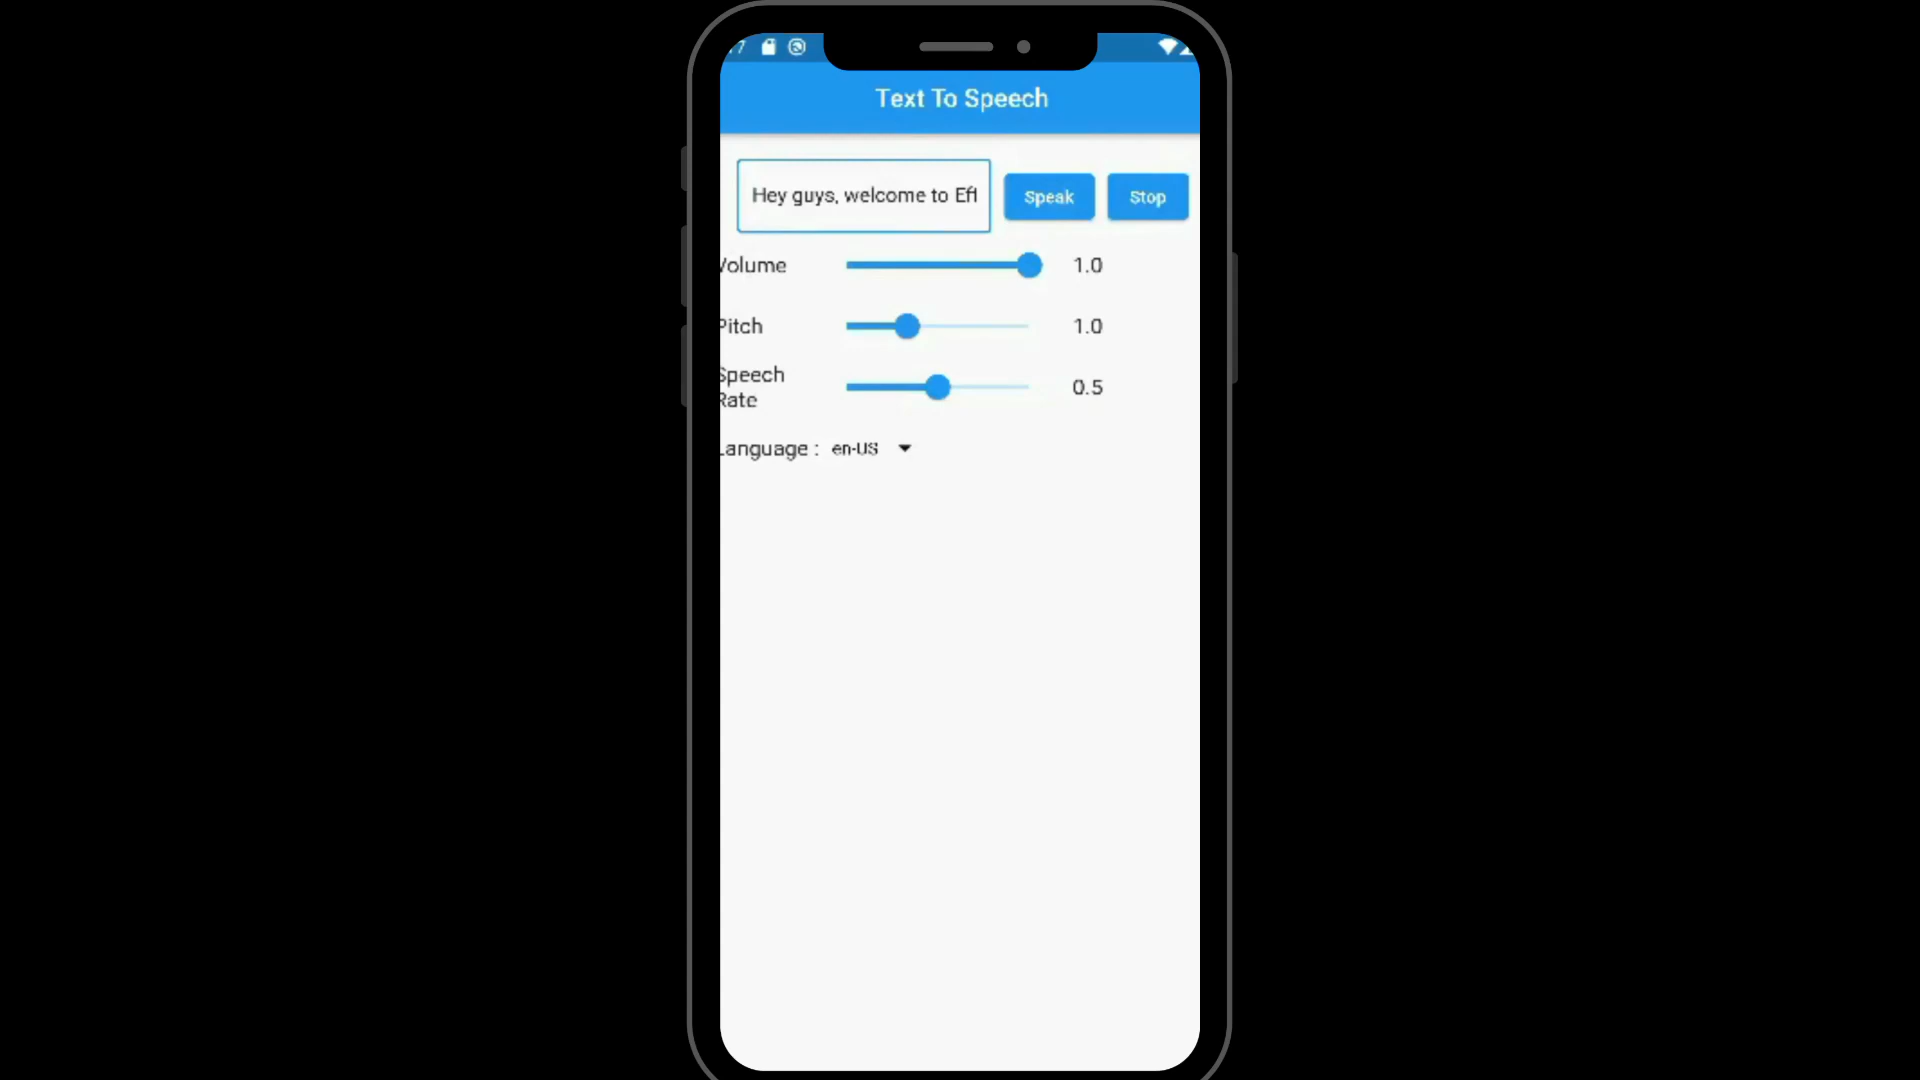 Text To Speech
Hey guys, welcome to Speak Stop
Volume 1.0
Pitch 1.0
Speech
Rate 0.5
Language : en-US